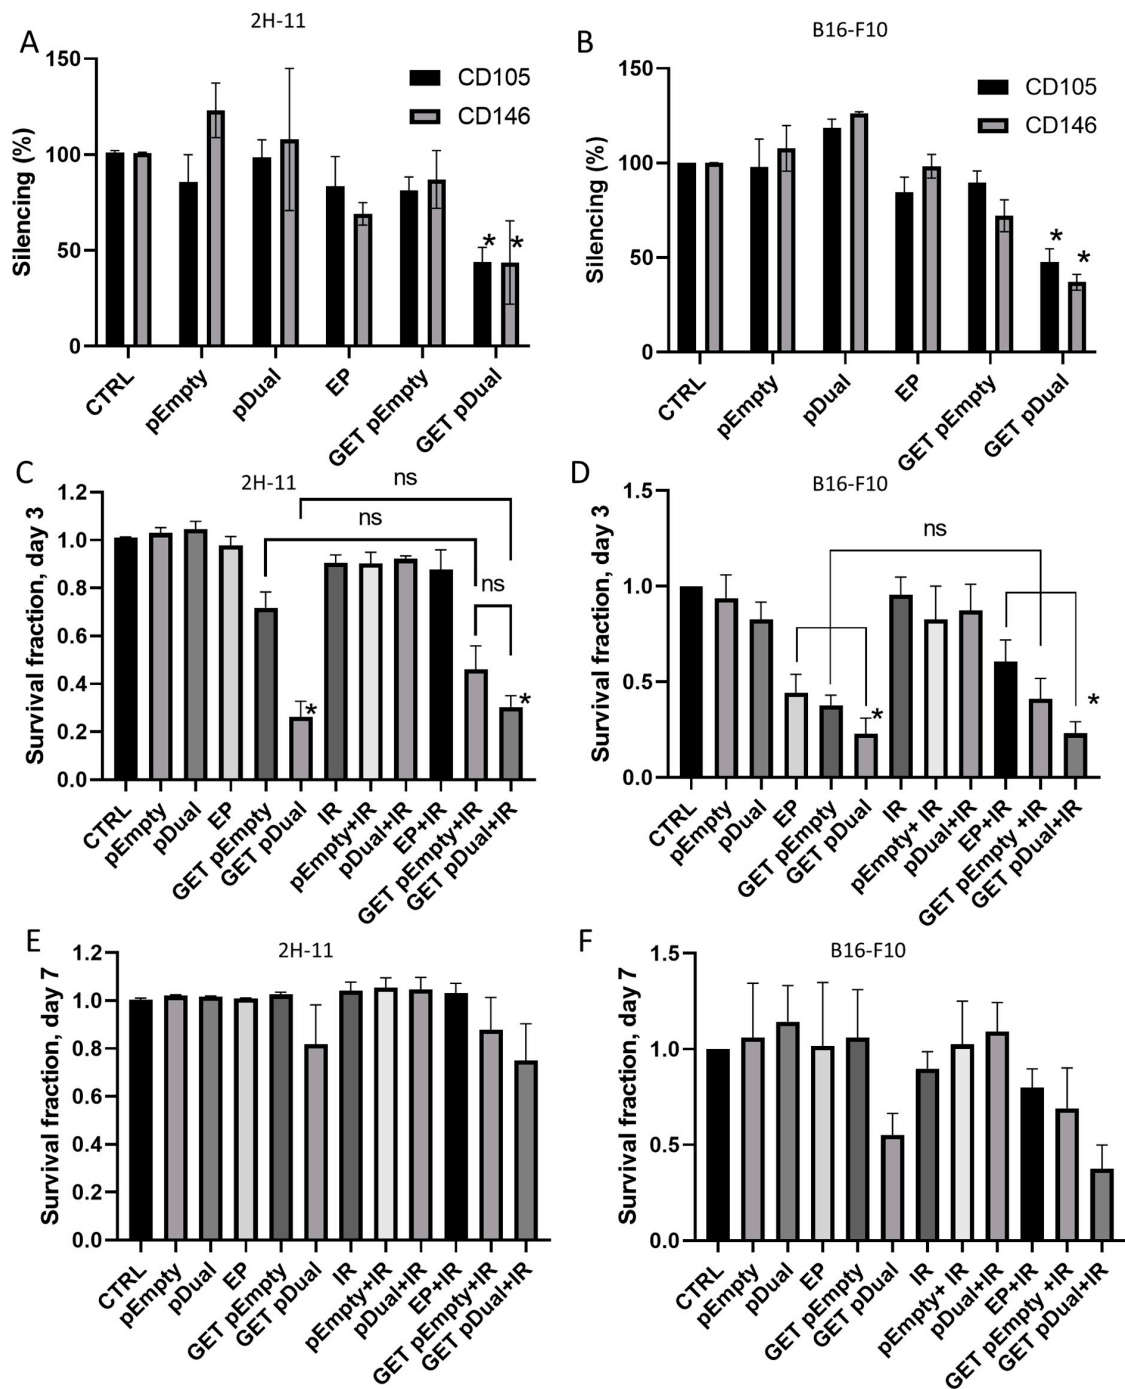 A
2H-11
150
100
50
0
Silencing (%)
CD105
CD146
*
*
CTRL
pEmpty
pDual
EP
GET pEmpty
GET pDual
B
B16-F10
150
100
50
0
Silencing (%)
CD105
CD146
*
*
CTRL
pEmpty
pDual
EP
GET pEmpty
GET pDual
C
2H-11
1.2
1.0
0.8
0.6
0.4
0.2
0.0
Survival fraction, day 3
ns
ns
ns
*
*
CTRL
pEmpty
pDual
EP
GET pEmpty
GET pDual
IR
pEmpty+IR
pDual+IR
EP+IR
GET pEmpty+IR
GET pDual+IR
D
B16-F10
1.5
1.0
0.5
0.0
Survival fraction, day 3
ns
*
*
CTRL
pEmpty
pDual
EP
GET pEmpty
GET pDual
IR
pEmpty+ IR
pDual+IR
EP+IR
GET pEmpty +IR
GET pDual+IR
E
2H-11
1.2
1.0
0.8
0.6
0.4
0.2
0.0
Survival fraction, day 7
CTRL
pEmpty
pDual
EP
GET pEmpty
GET pDual
IR
pEmpty+IR
pDual+IR
EP+IR
GET pEmpty+IR
GET pDual+IR
F
B16-F10
1.5
1.0
0.5
0.0
Survival fraction, day 7
CTRL
pEmpty
pDual
EP
GET pEmpty
GET pDual
IR
pEmpty+ IR
pDual+IR
EP+IR
GET pEmpty +IR
GET pDual+IR